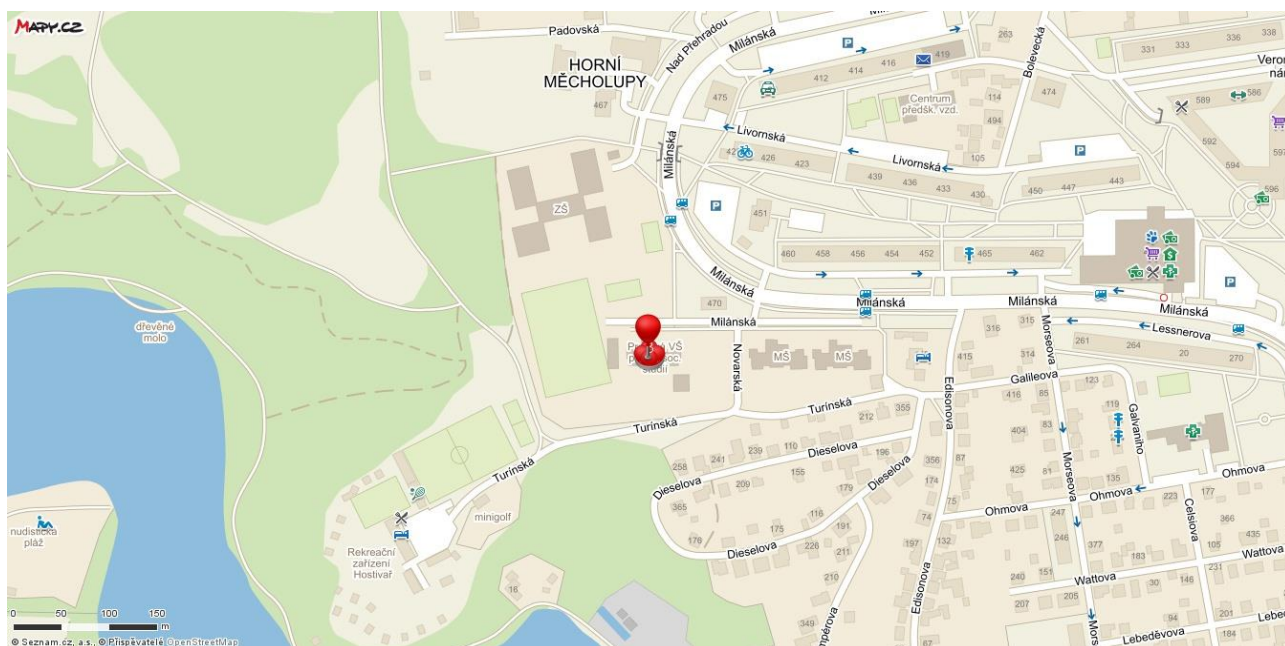 MAPY.CZ
Padovská
Nad Přehradou
Milánská
HORNÍ
MĚCHOLUPY
467
475
412
414
416
419
263
Bolevecká
331
333
336
338
Centrum
předšk. vzd.
114
494
105
474
589
586
592
594
597
596
Livornská
426
423
Livornská
439
436
433
430
450
447
443
Milánská
ZŠ
451
460
458
456
454
452
465
462
Milánská
Milánská
Milánská
Milánská
470
Milánská
Lessnerova
261
264
20
270
316
315
314
Morseova
dřevěné
molo
Novarská
MŠ
MŠ
415
Edisonova
Galileova
416
85
123
119
Galvaniho
404
83
Turínská
Turínská
212
355
Turínská
258
241
239
110
Dieselova
196
356
87
425
81
Morseova
Dieselova
209
155
179
Dieselova
174
75
135
Ohmova
Ohmova
223
177
365
116
191
74
Ohmova
247
246
Celsiova
366
176
175
226
211
Dieselova
197
132
377
183
105
435
Wattova
nudistická
pláž
minigolf
Rekreační
zařízení
Hostivař
16
210
Edisonova
240
151
Wattova
30
146
231
207
205
94
201
349
67
Lebeděvova
184
0 50 100 150
m
© Seznam.cz, a.s., © Přispěvatelé OpenStreetMap